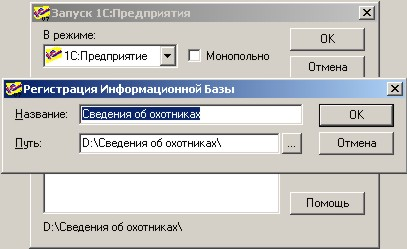 Запуск 1С:Предприятия
В режиме:
1С:Предприятие
Монопольно
OK
Отмена
Регистрация Информационной Базы
Название:
Сведения об охотниках
OK
Путь:
D:\Сведения об охотниках\
...
Отмена
Помощь
D:\Сведения об охотниках\